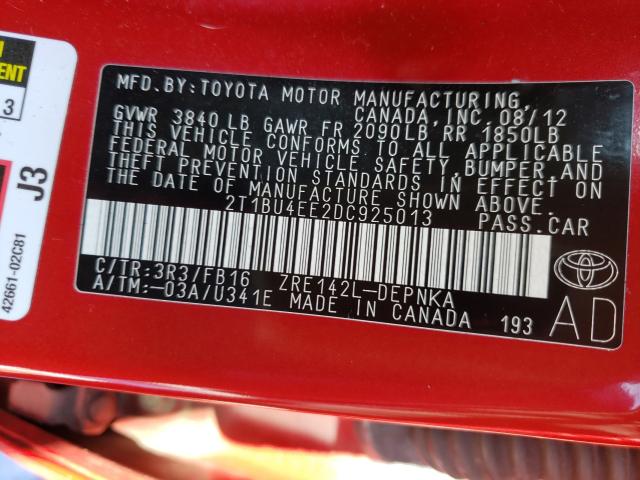 MFD.BY:TOYOTA MOTOR MANUFACTURING,
CANADA, INC. 08/12
GVWR 3840 LB GAWR FR 2090LB RR 1850LB
THIS VEHICLE CONFORMS TO ALL APPLICABLE
FEDERAL MOTOR VEHICLE SAFETY, BUMPER, AND
THEFT PREVENTION STANDARDS IN EFFECT ON
THE DATE OF MANUFACTURE SHOWN ABOVE.
2T1BU4EE2DC925013 PASS.CAR
C/TR:3R3/FB16 ZRE142L-DEPNKA
A/TM:-03A/U341E MADE IN CANADA 193
AD
J3
42661-02C81
3